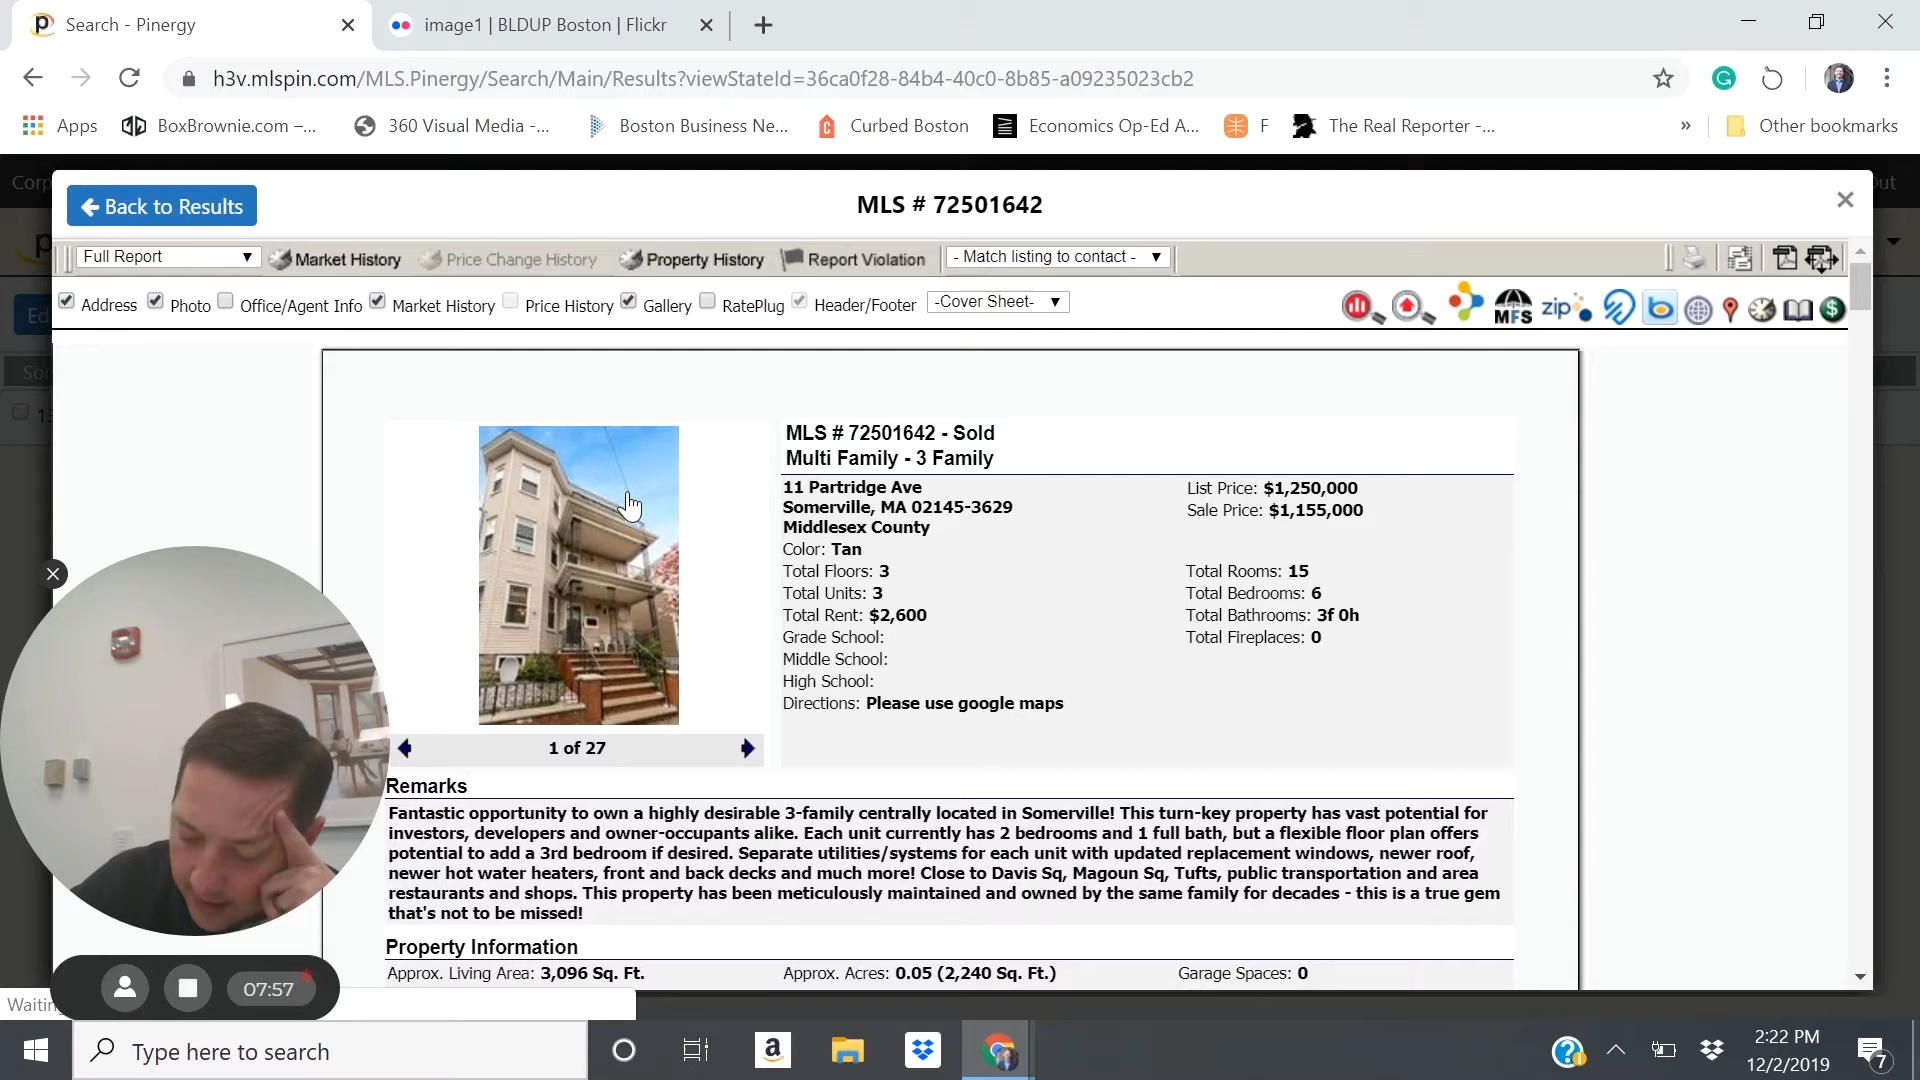 Search - Pinergy
image1 | BLDUP Boston | Flickr
h3v.mlspin.com/MLS.Pinergy/Search/Main/Results?viewStateId=36ca0f28-84b4-40c0-8b85-a09235023cb2
Apps BoxBrownie.com –... 360 Visual Media -... Boston Business Ne... Curbed Boston Economics Op-Ed A... F The Real Reporter -... » Other bookmarks
Corp
Back to Results
MLS # 72501642
Full Report Market History Price Change History Property History Report Violation - Match listing to contact -
Address Photo Office/Agent Info Market History Price History Gallery RatePlug Header/Footer -Cover Sheet- MFS zip
MLS # 72501642 - Sold
Multi Family - 3 Family
11 Partridge Ave
Somerville, MA 02145-3629
Middlesex County
Color: Tan
Total Floors: 3
Total Units: 3
Total Rent: $2,600
Grade School:
Middle School:
High School:
Directions: Please use google maps
List Price: $1,250,000
Sale Price: $1,155,000
Total Rooms: 15
Total Bedrooms: 6
Total Bathrooms: 3f 0h
Total Fireplaces: 0
1 of 27
Remarks
Fantastic opportunity to own a highly desirable 3-family centrally located in Somerville! This turn-key property has vast potential for
investors, developers and owner-occupants alike. Each unit currently has 2 bedrooms and 1 full bath, but a flexible floor plan offers
potential to add a 3rd bedroom if desired. Separate utilities/systems for each unit with updated replacement windows, newer roof,
newer hot water heaters, front and back decks and much more! Close to Davis Sq, Magoun Sq, Tufts, public transportation and area
restaurants and shops. This property has been meticulously maintained and owned by the same family for decades - this is a true gem
that's not to be missed!
Property Information
Approx. Living Area: 3,096 Sq. Ft. Approx. Acres: 0.05 (2,240 Sq. Ft.) Garage Spaces: 0
07:57
Waitin
Type here to search
2:22 PM
12/2/2019
7